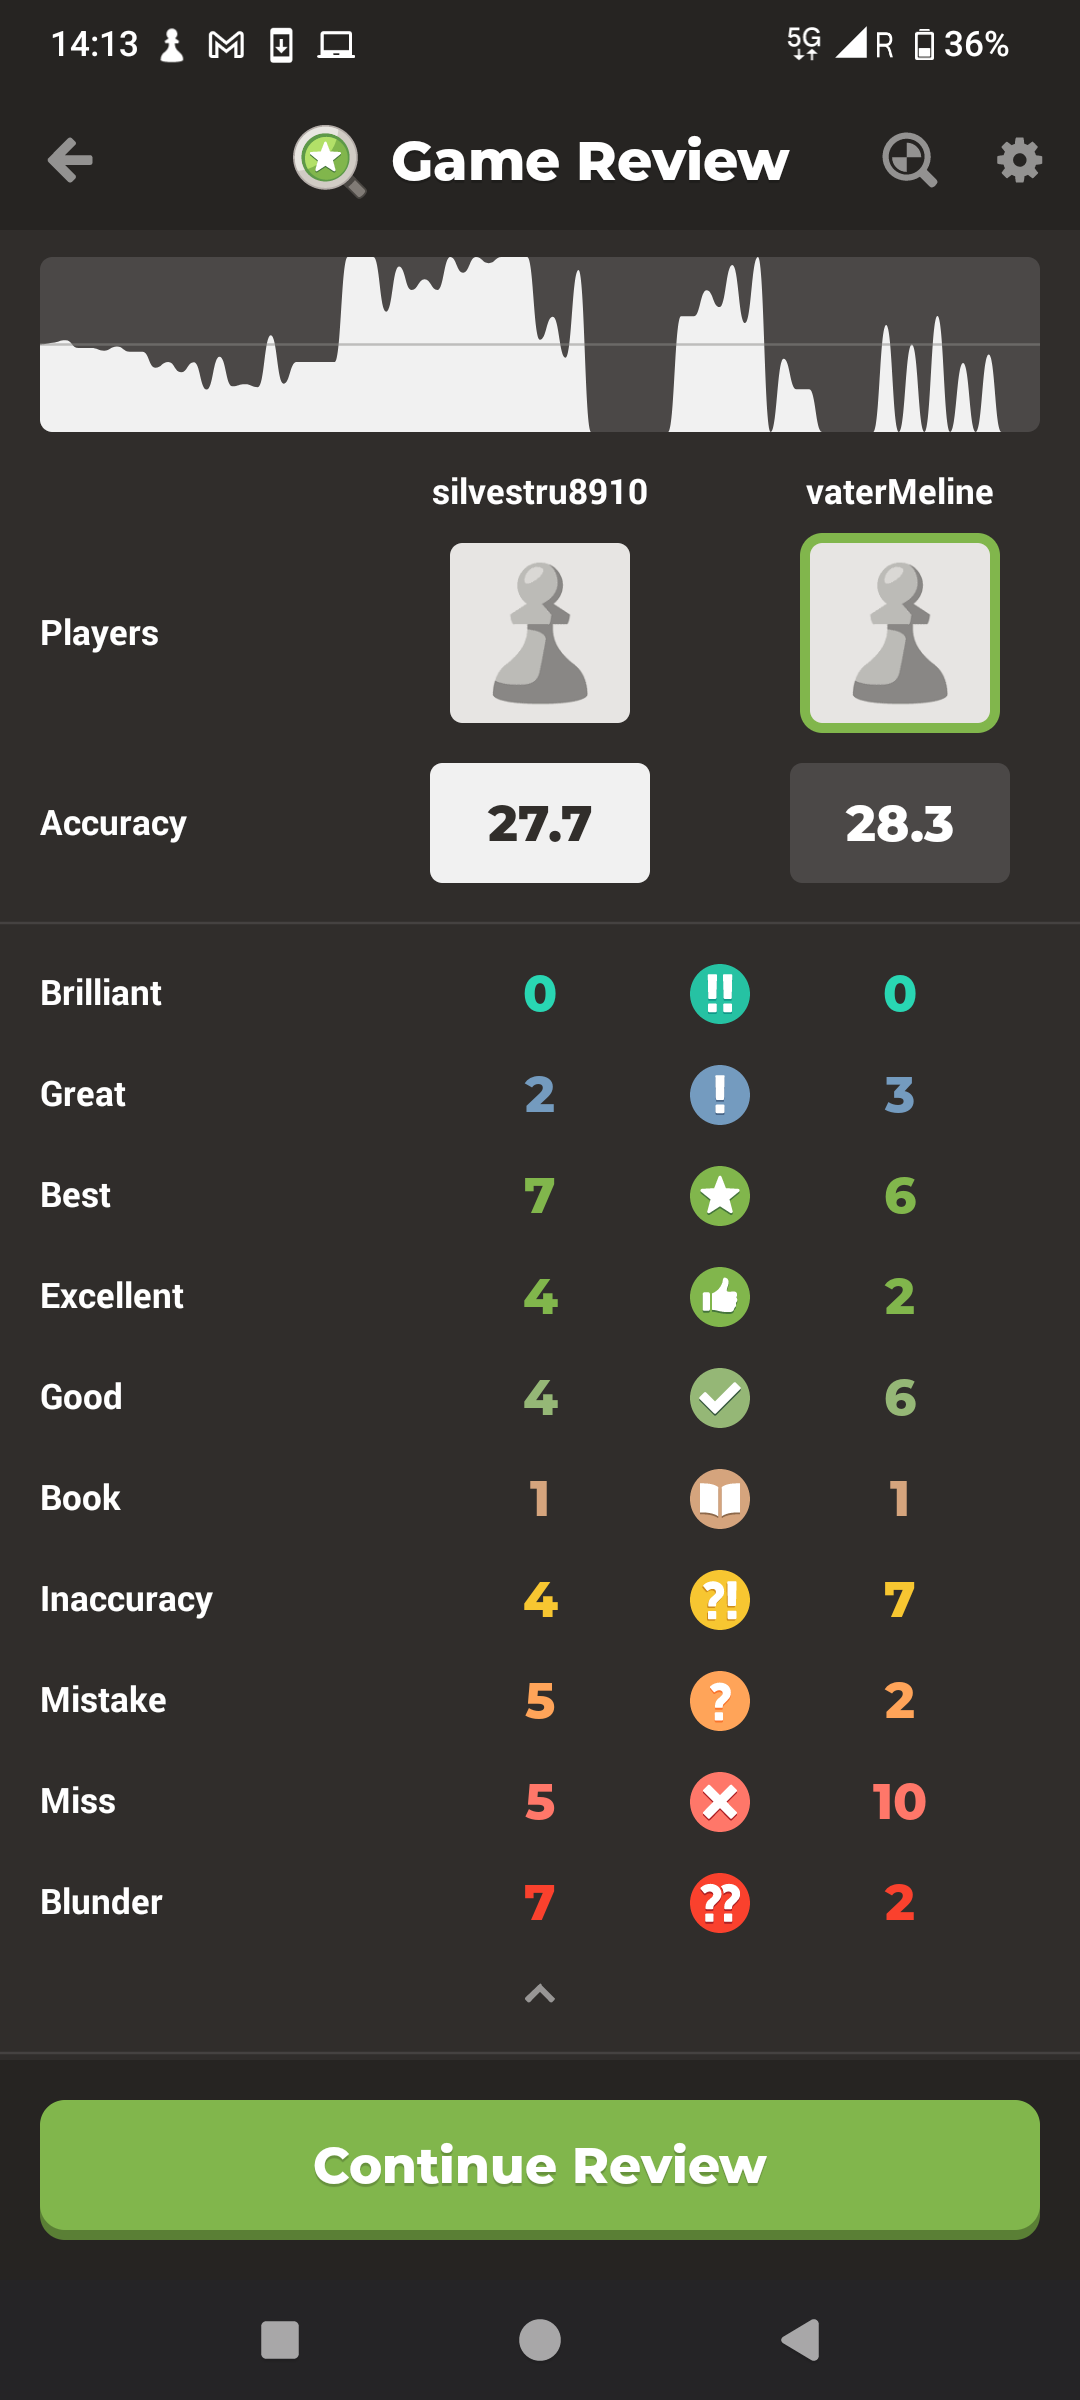 14:13 5G R 36%
Game Review
silvestru8910 vaterMeline
Players
Accuracy 27.7 28.3
Brilliant 0 !! 0
Great 2 ! 3
Best 7 6
Excellent 4 2
Good 4 6
Book 1 1
Inaccuracy 4 ?! 7
Mistake 5 ? 2
Miss 5 10
Blunder 7 ?? 2
Continue Review